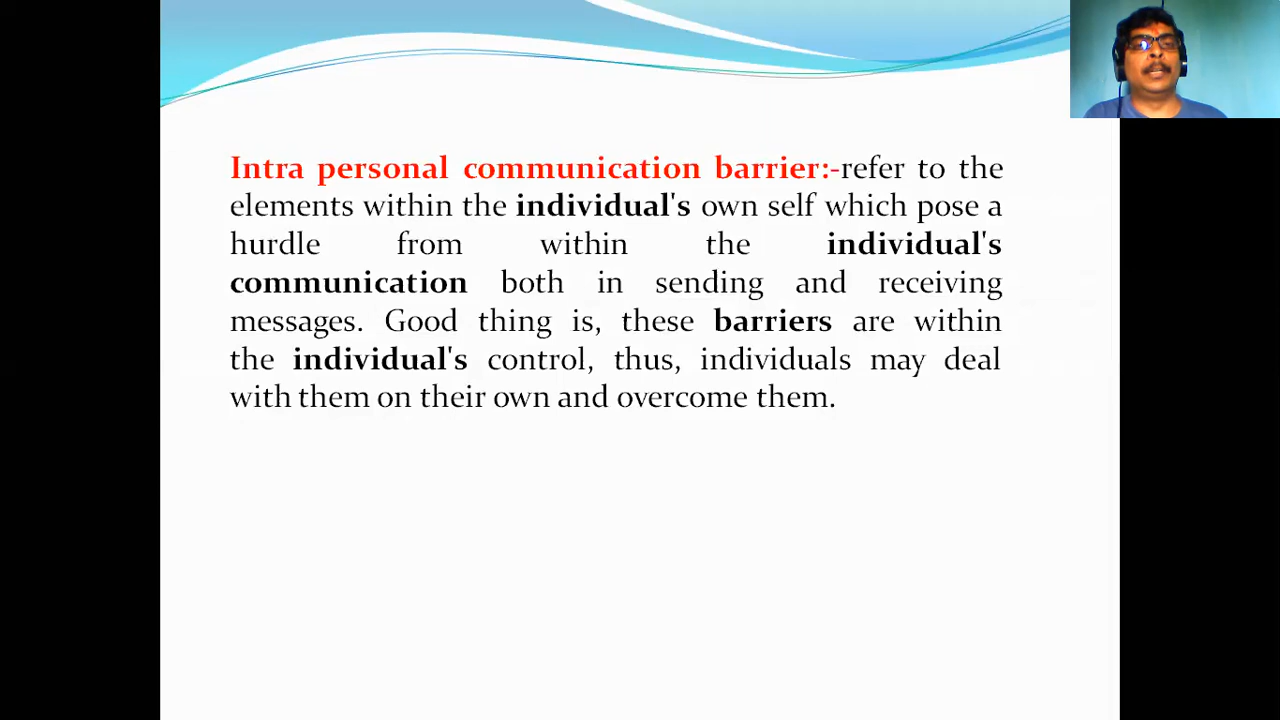 Intra personal communication barrier:-refer to the
elements within the individual's own self which pose a
hurdle from within the individual's
communication both in sending and receiving
messages. Good thing is, these barriers are within
the individual's control, thus, individuals may deal
with them on their own and overcome them.